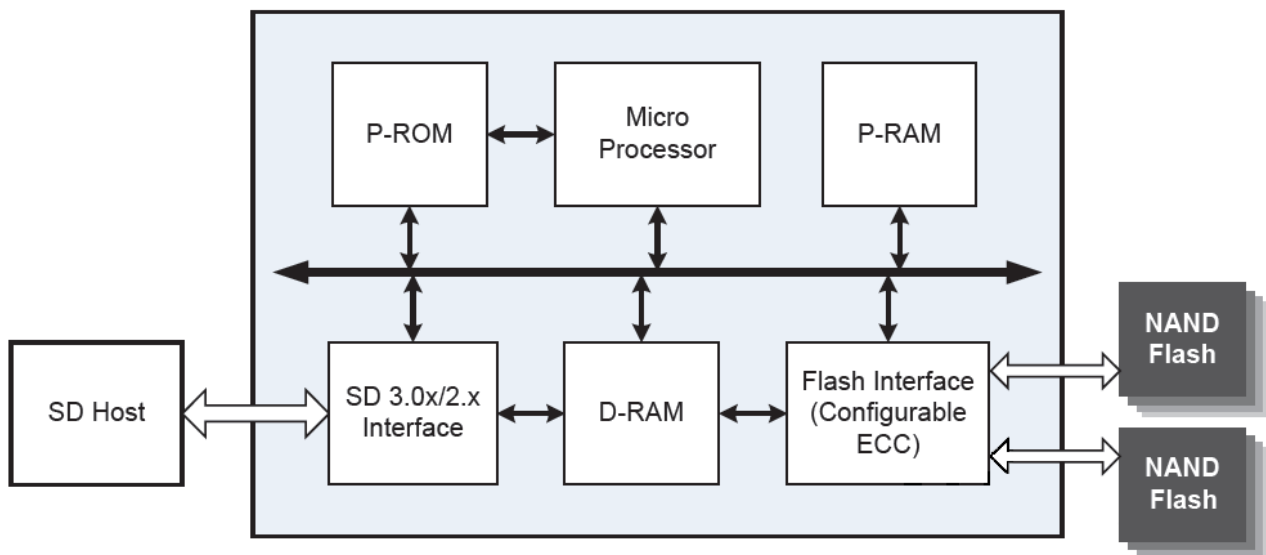 P-ROM
Micro
Processor
P-RAM
SD Host
SD 3.0x/2.x
Interface
D-RAM
Flash Interface
(Configurable
ECC)
NAND
Flash
NAND
Flash